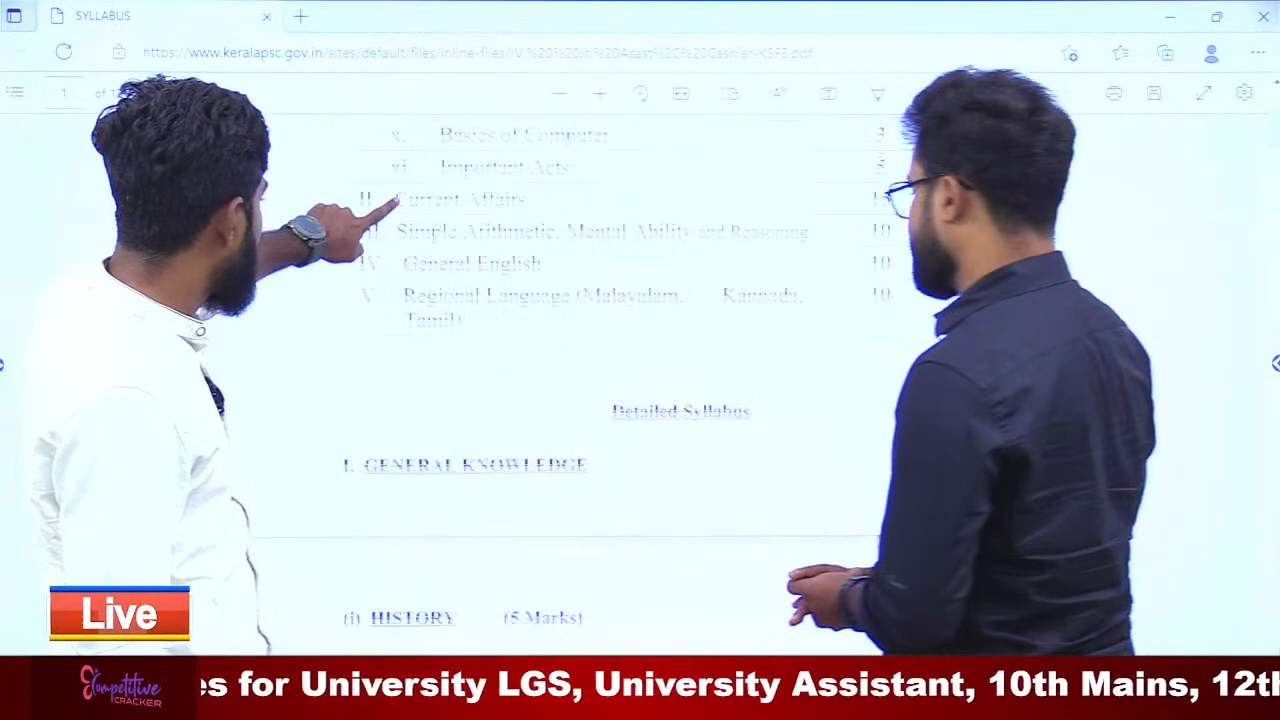 SYLLABUS
https://www.keralapsc.gov.in/sites/default/files/inline-files/
1 of
x. Basics of Computer 3
xi. Important Acts 5
II. Current Affairs
Simple Arithmetic, Mental Ability and Reasoning 10
IV. General English 10
V. Regional Language (Malayalam, Kannada, 10
Tamil)
Detailed Syllabus
I. GENERAL KNOWLEDGE
(i) HISTORY (5 Marks)
Live
Competitive
CRACKER
es for University LGS, University Assistant, 10th Mains, 12th